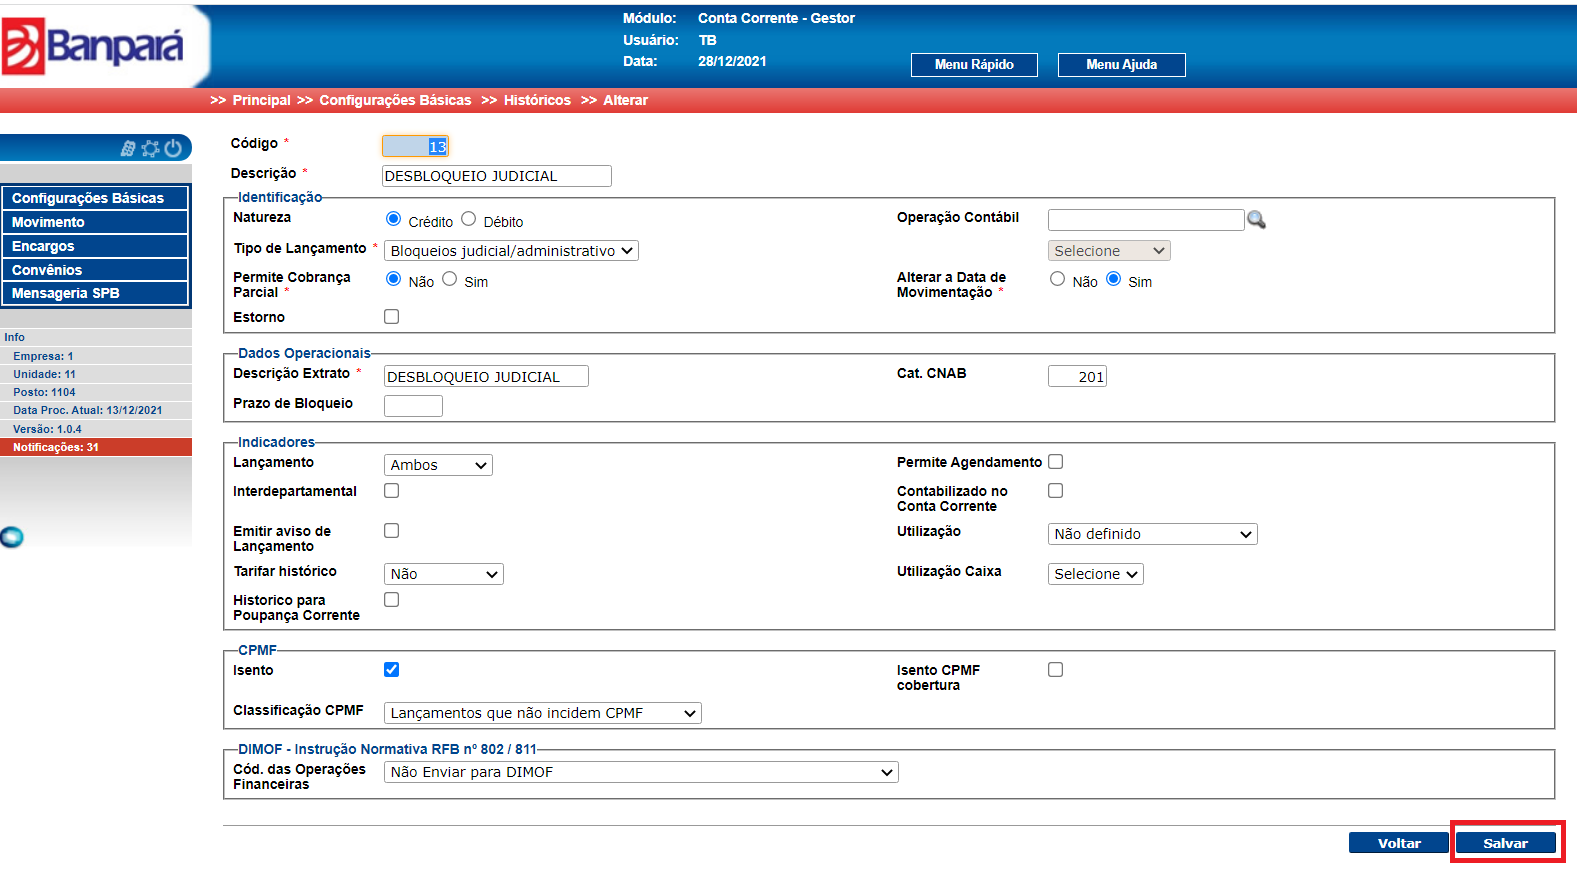 Banpará
Módulo: Conta Corrente - Gestor
Usuário: TB
Data: 28/12/2021
Menu Rápido Menu Ajuda
>> Principal >> Configurações Básicas >> Históricos >> Alterar
Configurações Básicas
Movimento
Encargos
Convênios
Mensageria SPB
Info
Empresa: 1
Unidade: 11
Posto: 1104
Data Proc. Atual: 13/12/2021
Versão: 1.0.4
Notificações: 31
Código * 13
Descrição * DESBLOQUEIO JUDICIAL
Identificação
Natureza Crédito Débito Operação Contábil
Tipo de Lançamento * Bloqueios judicial/administrativo Selecione
Permite Cobrança Parcial * Não Sim Alterar a Data de Movimentação * Não Sim
Estorno
Dados Operacionais
Descrição Extrato * DESBLOQUEIO JUDICIAL Cat. CNAB 201
Prazo de Bloqueio
Indicadores
Lançamento Ambos Permite Agendamento
Interdepartamental Contabilizado no Conta Corrente
Emitir aviso de Lançamento Utilização Não definido
Tarifar histórico Não Utilização Caixa Selecione
Historico para Poupança Corrente
CPMF
Isento Isento CPMF cobertura
Classificação CPMF Lançamentos que não incidem CPMF
DIMOF - Instrução Normativa RFB nº 802 / 811
Cód. das Operações Financeiras Não Enviar para DIMOF
Voltar Salvar